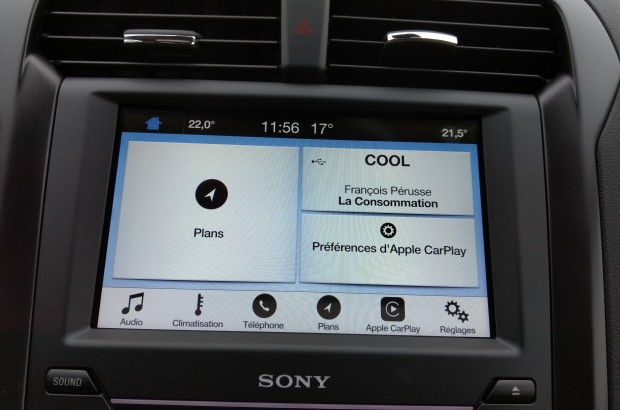 22,0° 11:56 17° 21,5°
Plans
COOL
François Pérusse
La Consommation
Préférences d'Apple CarPlay
Audio Climatisation Téléphone Plans Apple CarPlay Réglages
SOUND
SONY